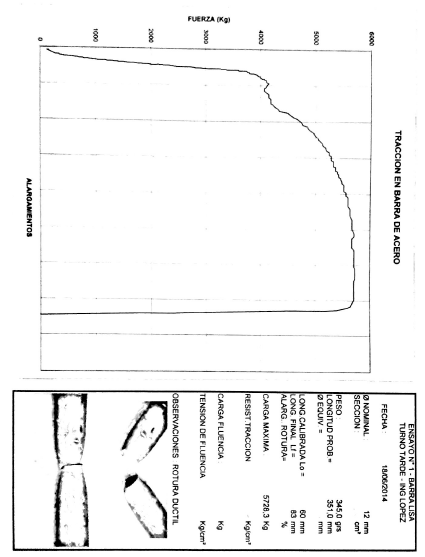 TRACCION EN BARRA DE ACERO
FUERZA (Kg)
6000
5000
4000
3000
2000
1000
0
ALARGAMIENTOS
ENSAYO N° 1 - BARRA LISA
TURNO TARDE - ING LOPEZ
FECHA 18/06/2014
Ø NOMINAL 12 mm
SECCION cm²
PESO 345.0 grs
LONGITUD PROB = 351.0 mm
Ø EQUIV = mm
LONG CALIBRADA Lo = 60 mm
LONG FINAL Lf = 83 mm
ALARG ROTURA= %
CARGA MAXIMA 5728.3 Kg
RESIST.TRACCION Kg/cm²
CARGA FLUENCIA Kg
TENSION DE FLUENCIA Kg/cm²
OBSERVACIONES ROTURA DUCTIL